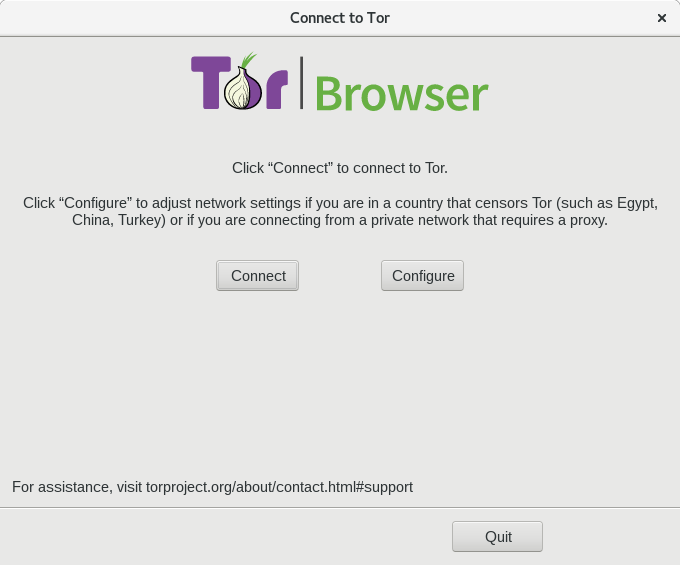 Connect to Tor
Tor Browser
Click “Connect” to connect to Tor.
Click “Configure” to adjust network settings if you are in a country that censors Tor (such as Egypt,
China, Turkey) or if you are connecting from a private network that requires a proxy.
Connect
Configure
For assistance, visit torproject.org/about/contact.html#support
Quit